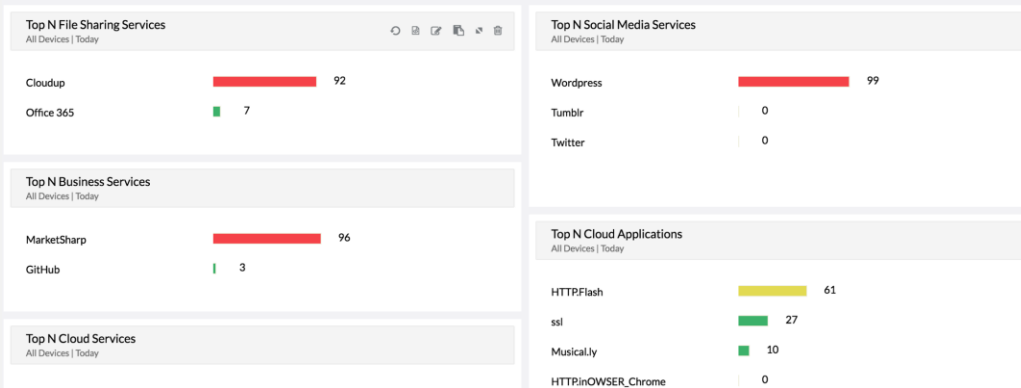 Top N File Sharing Services
All Devices | Today
Cloudup 92
Office 365 7
Top N Business Services
All Devices | Today
MarketSharp 96
GitHub 3
Top N Cloud Services
All Devices | Today
Top N Social Media Services
All Devices | Today
Wordpress 99
Tumblr 0
Twitter 0
Top N Cloud Applications
All Devices | Today
HTTP.Flash 61
ssl 27
Musical.ly 10
HTTP.inOWSER_Chrome 0